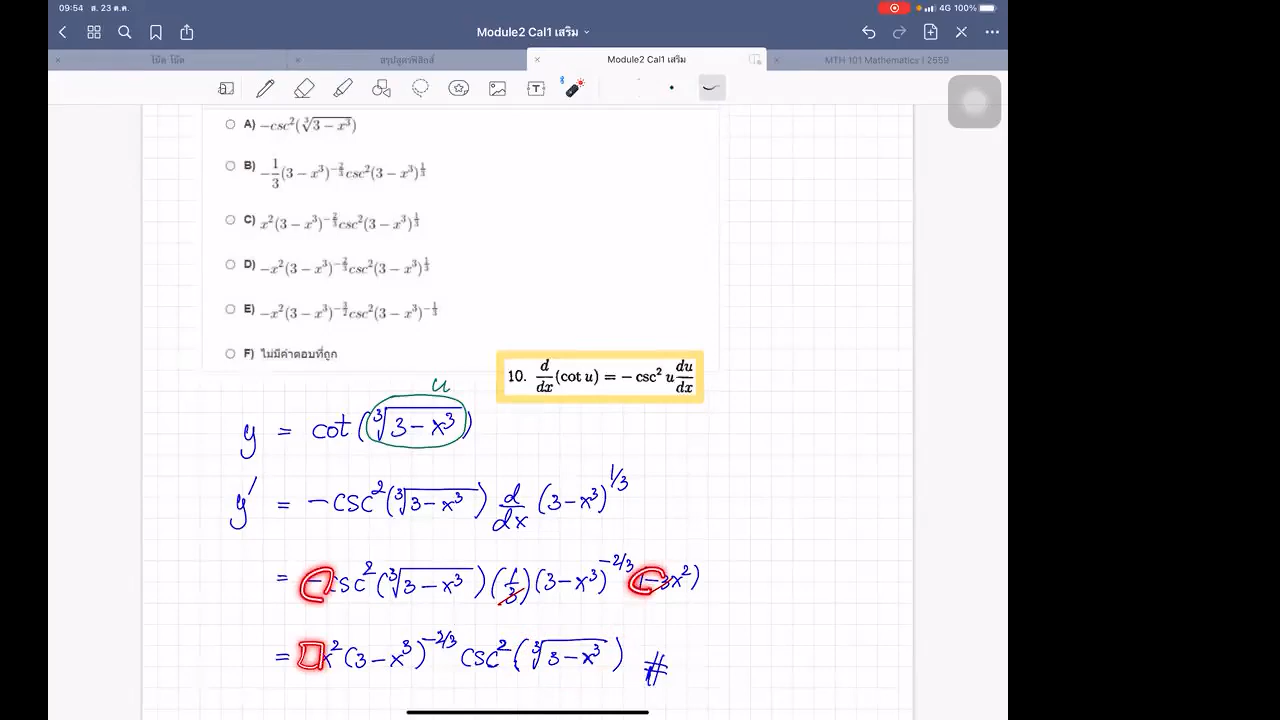 09:54 ส. 23 ต.ค. 4G 100%
Module2 Cal1 เสริม
โป๊ต โป๊ต สรุปสูตรฟิสิกส์ Module2 Cal1 เสริม MTH 101 Mathematics I 2559
A) −csc²(∛(3 − x³))
B) −1/3(3 − x³)^(−2/3)csc²(3 − x³)^(1/3)
C) x²(3 − x³)^(−2/3)csc²(3 − x³)^(1/3)
D) −x²(3 − x³)^(−2/3)csc²(3 − x³)^(1/3)
E) −x²(3 − x³)^(−3/2)csc²(3 − x³)^(−1/3)
F) ไม่มีคำตอบที่ถูก
10. d/dx (cot u) = − csc² u du/dx
u
y = cot(∛(3 − x³))
y′ = −csc²(∛(3 − x³)) d/dx (3 − x³)^(1/3)
= −csc²(∛(3 − x³))(1/3)(3 − x³)^(−2/3)(−3x²)
= x²(3 − x³)^(−2/3) csc²(∛(3 − x³)) #